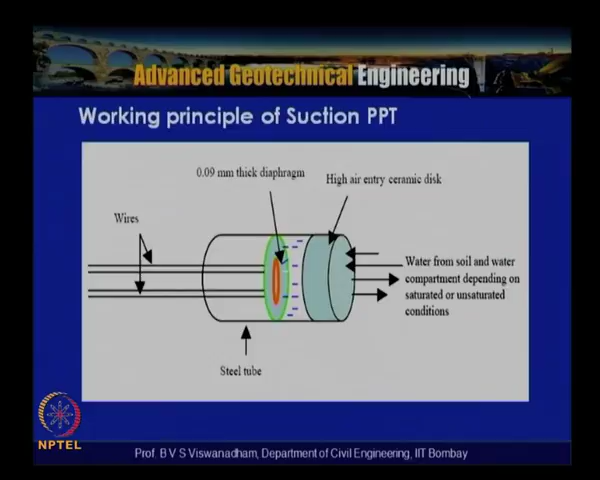 Advanced Geotechnical Engineering
Working principle of Suction PPT
0.09 mm thick diaphragm
High air entry ceramic disk
Wires
Water from soil and water
compartment depending on
saturated or unsaturated
conditions
Steel tube
NPTEL
Prof. B V S Viswanadham, Department of Civil Engineering, IIT Bombay